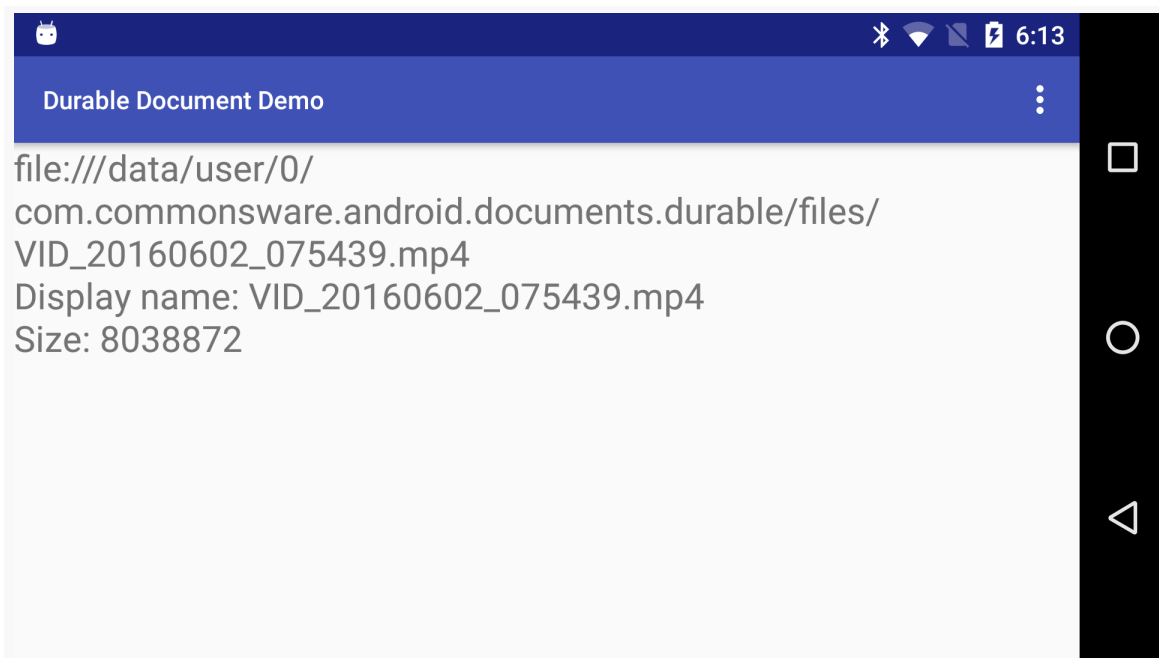 6:13
Durable Document Demo
file:///data/user/0/
com.commonsware.android.documents.durable/files/
VID_20160602_075439.mp4
Display name: VID_20160602_075439.mp4
Size: 8038872